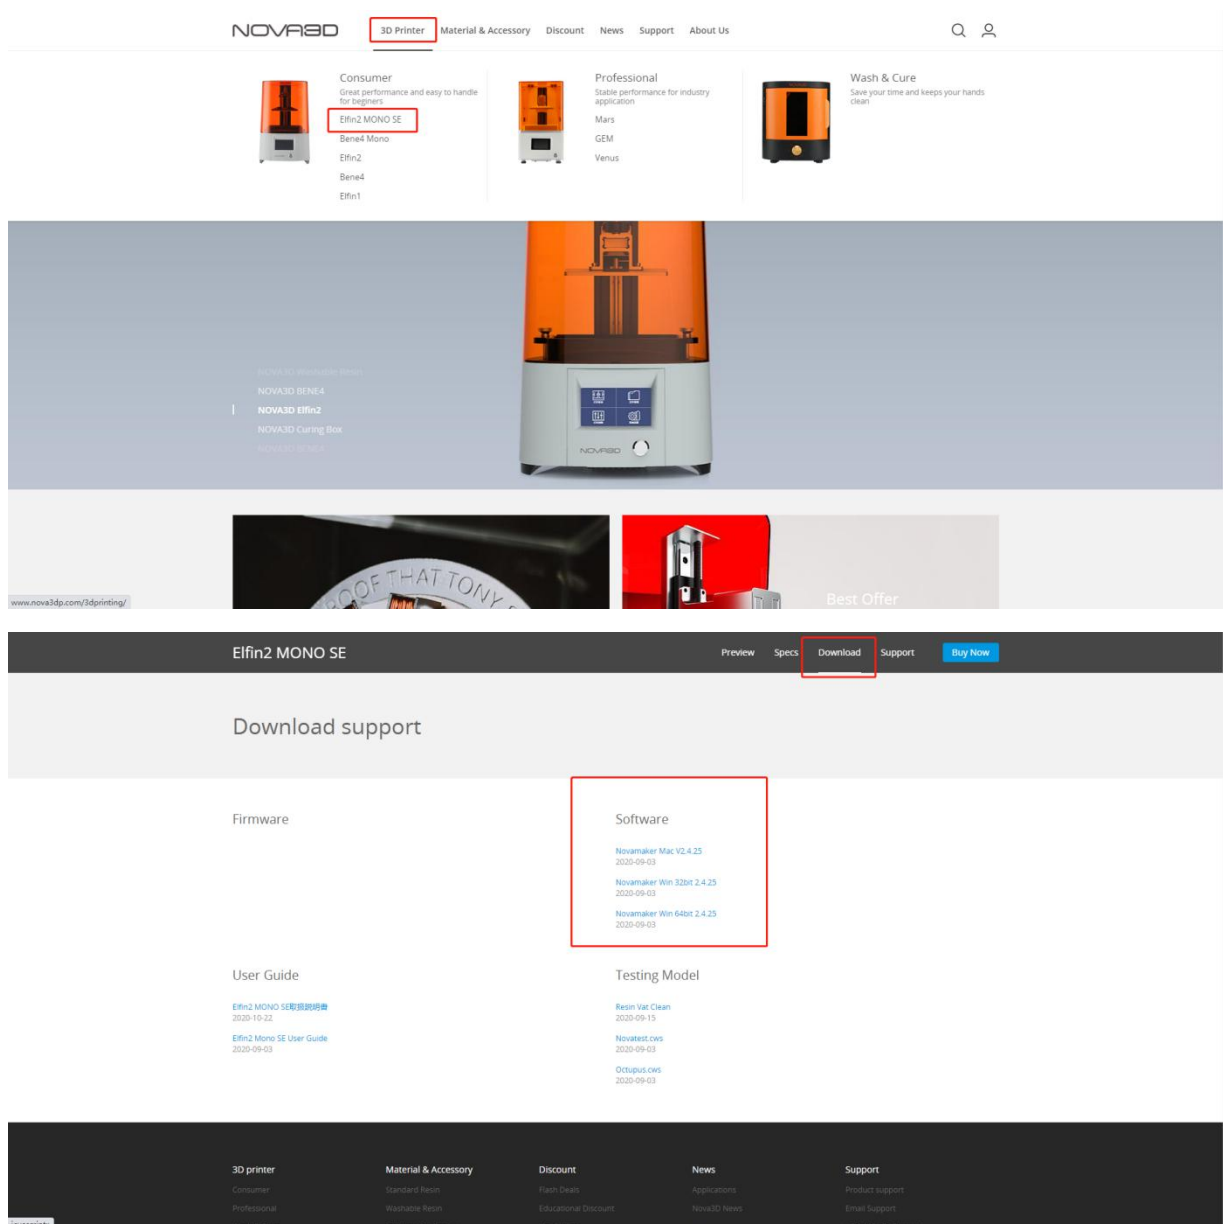 NOVA3D
3D Printer Material & Accessory Discount News Support About Us
Consumer
Great performance and easy to handle
for beginers
Elfin2 MONO SE
Bene4 Mono
Elfin2
Bene4
Elfin1
Professional
Stable performance for industry
application
Mars
GEM
Venus
Wash & Cure
Save your time and keeps your hands
clean
NOVA3D Washable Resin
NOVA3D BENE4
NOVA3D Elfin2
NOVA3D Curing Box
NOVA3D
PROOF THAT TONY
Best Offer
www.nova3dp.com/3dprinting/
Elfin2 MONO SE
Preview Specs Download Support Buy Now
Download support
Firmware
Software
Novamaker Mac V2.4.25
2020-09-03
Novamaker Win 32bit 2.4.25
2020-09-03
Novamaker Win 64bit 2.4.25
2020-09-03
User Guide
Elfin2 MONO SE取扱説明書
2020-10-22
Elfin2 Mono SE User Guide
2020-09-03
Testing Model
Resin Vat Clean
2020-09-15
Novatest.cws
2020-09-03
Octupus.cws
2020-09-03
3D printer Material & Accessory Discount News Support
Consumer Standard Resin Flash Deals Applications Product support
Professional Washable Resin Educational Discount Nova3D News Email Support